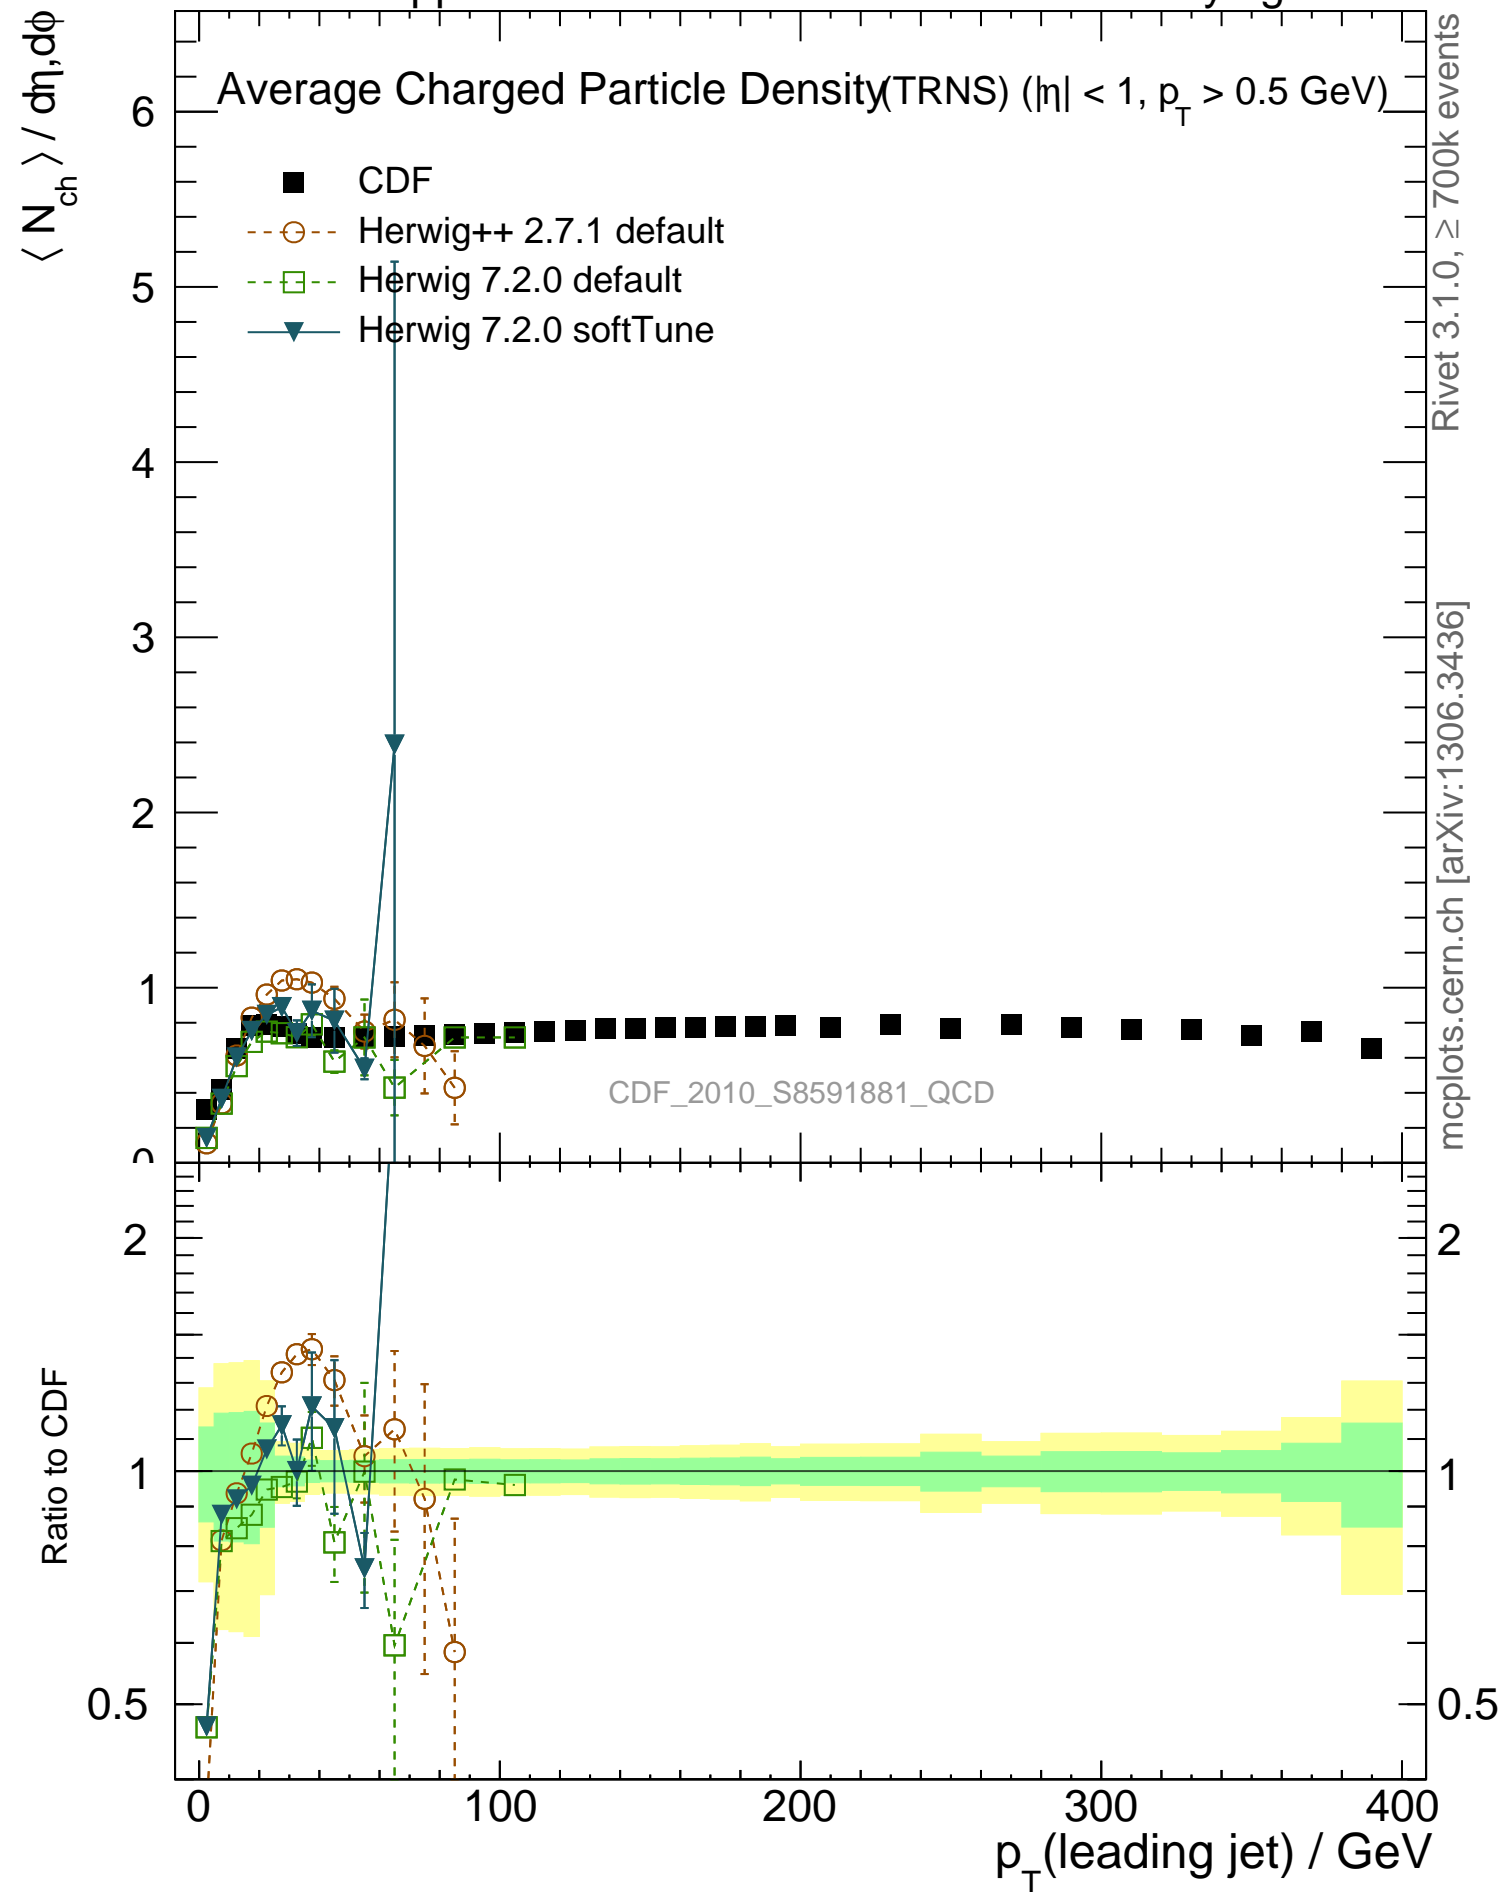 Average Charged Particle Density (TRNS) (|η| < 1, p_T > 0.5 GeV)
⟨ N_ch ⟩ / dη,dφ
CDF
Herwig++ 2.7.1 default
Herwig 7.2.0 default
Herwig 7.2.0 softTune
6
5
4
3
2
1
0
CDF_2010_S8591881_QCD
Rivet 3.1.0, ≥ 700k events
mcplots.cern.ch [arXiv:1306.3436]
Ratio to CDF
2
1
0.5
2
1
0.5
0 100 200 300 400
p_T(leading jet) / GeV